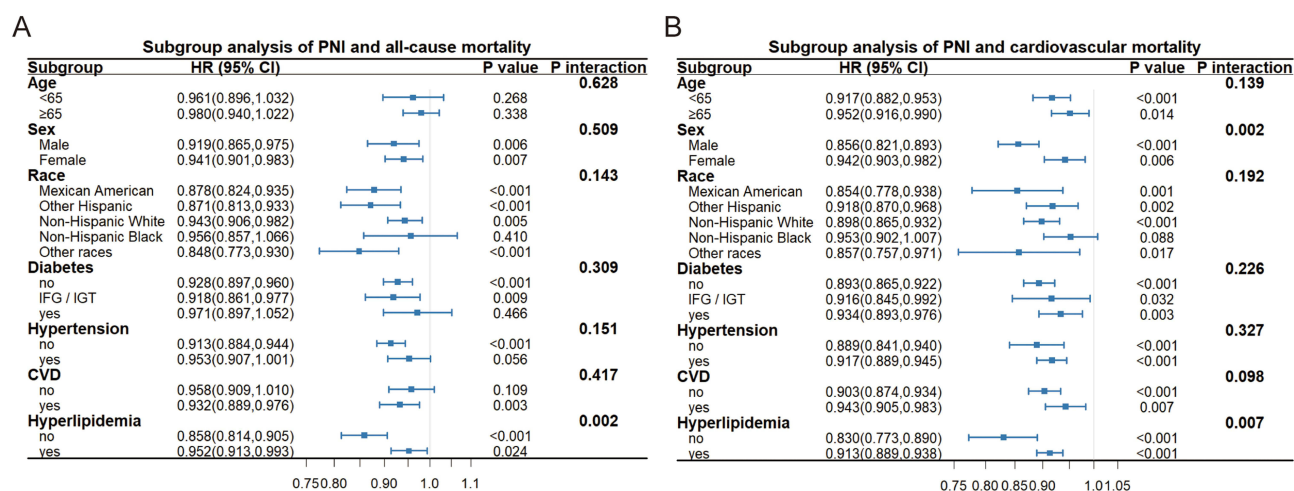 A
Subgroup analysis of PNI and all-cause mortality
Subgroup HR (95% CI) P value P interaction
Age 0.628
<65 0.961(0.896,1.032) 0.268
≥65 0.980(0.940,1.022) 0.338
Sex 0.509
Male 0.919(0.865,0.975) 0.006
Female 0.941(0.901,0.983) 0.007
Race 0.143
Mexican American 0.878(0.824,0.935) <0.001
Other Hispanic 0.871(0.813,0.933) <0.001
Non-Hispanic White 0.943(0.906,0.982) 0.005
Non-Hispanic Black 0.956(0.857,1.066) 0.410
Other races 0.848(0.773,0.930) <0.001
Diabetes 0.309
no 0.928(0.897,0.960) <0.001
IFG / IGT 0.918(0.861,0.977) 0.009
yes 0.971(0.897,1.052) 0.466
Hypertension 0.151
no 0.913(0.884,0.944) <0.001
yes 0.953(0.907,1.001) 0.056
CVD 0.417
no 0.958(0.909,1.010) 0.109
yes 0.932(0.889,0.976) 0.003
Hyperlipidemia 0.002
no 0.858(0.814,0.905) <0.001
yes 0.952(0.913,0.993) 0.024
0.75 0.80 0.90 1.0 1.1
B
Subgroup analysis of PNI and cardiovascular mortality
Subgroup HR (95% CI) P value P interaction
Age 0.139
<65 0.917(0.882,0.953) <0.001
≥65 0.952(0.916,0.990) 0.014
Sex 0.002
Male 0.856(0.821,0.893) <0.001
Female 0.942(0.903,0.982) 0.006
Race 0.192
Mexican American 0.854(0.778,0.938) 0.001
Other Hispanic 0.918(0.870,0.968) 0.002
Non-Hispanic White 0.898(0.865,0.932) <0.001
Non-Hispanic Black 0.953(0.902,1.007) 0.088
Other races 0.857(0.757,0.971) 0.017
Diabetes 0.226
no 0.893(0.865,0.922) <0.001
IFG / IGT 0.916(0.845,0.992) 0.032
yes 0.934(0.893,0.976) 0.003
Hypertension 0.327
no 0.889(0.841,0.940) <0.001
yes 0.917(0.889,0.945) <0.001
CVD 0.098
no 0.903(0.874,0.934) <0.001
yes 0.943(0.905,0.983) 0.007
Hyperlipidemia 0.007
no 0.830(0.773,0.890) <0.001
yes 0.913(0.889,0.938) <0.001
0.75 0.80 0.85 0.90 1.0 1.05